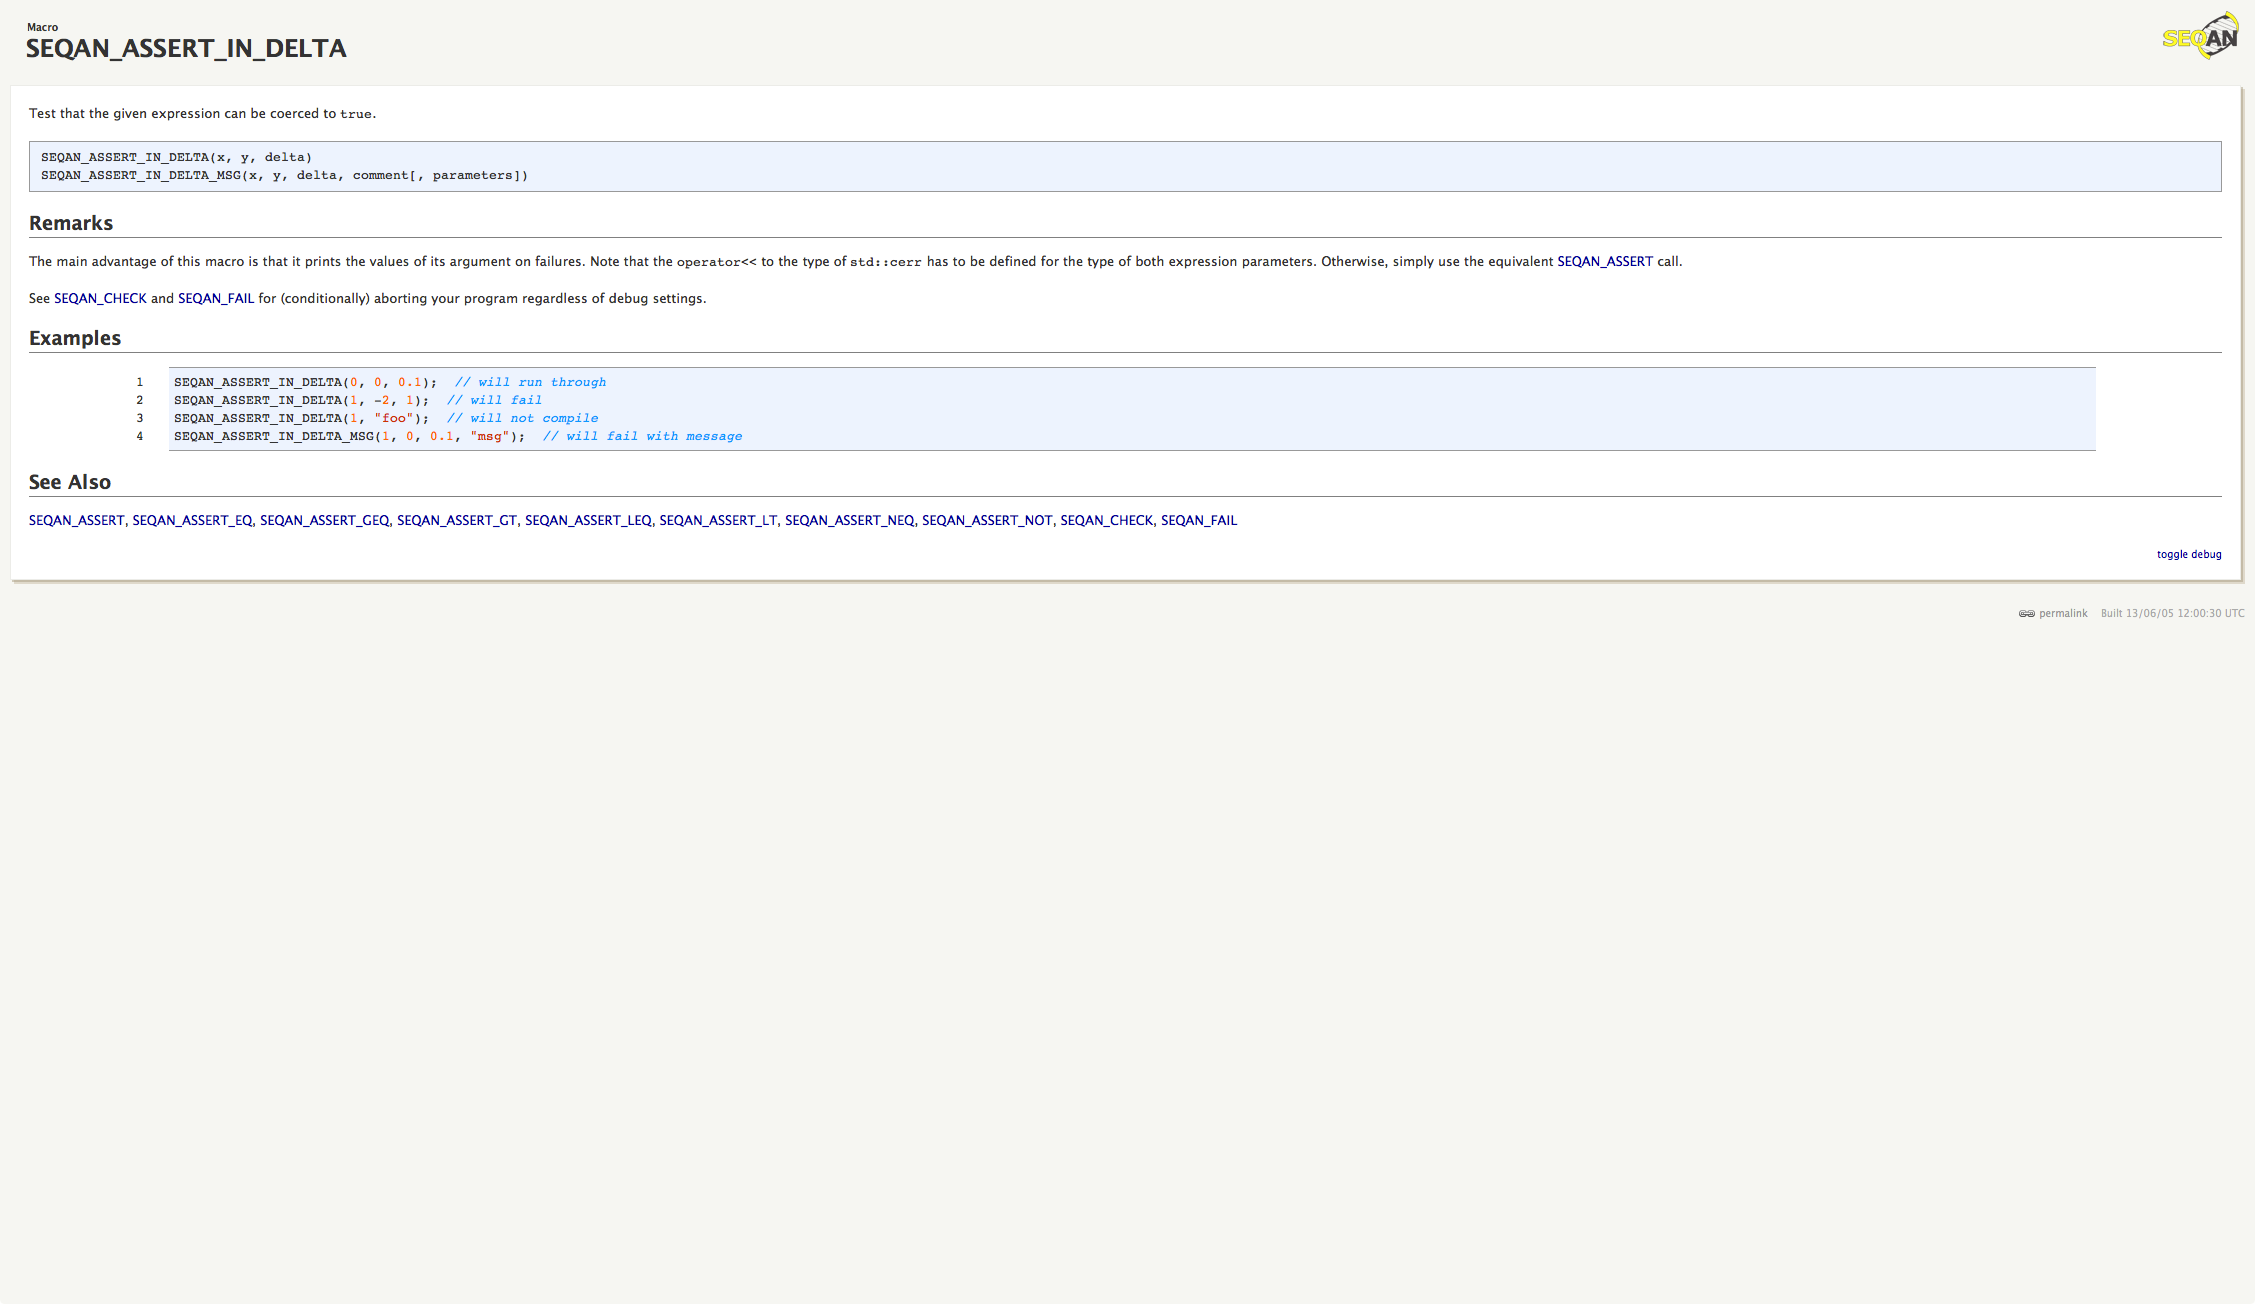 Macro
SEQAN_ASSERT_IN_DELTA
SEQAN
Test that the given expression can be coerced to true.
SEQAN_ASSERT_IN_DELTA(x, y, delta)
SEQAN_ASSERT_IN_DELTA_MSG(x, y, delta, comment[, parameters])
Remarks
The main advantage of this macro is that it prints the values of its argument on failures. Note that the operator<< to the type of std::cerr has to be defined for the type of both expression parameters. Otherwise, simply use the equivalent SEQAN_ASSERT call.
See SEQAN_CHECK and SEQAN_FAIL for (conditionally) aborting your program regardless of debug settings.
Examples
1 SEQAN_ASSERT_IN_DELTA(0, 0, 0.1);  // will run through
2 SEQAN_ASSERT_IN_DELTA(1, -2, 1);  // will fail
3 SEQAN_ASSERT_IN_DELTA(1, "foo");  // will not compile
4 SEQAN_ASSERT_IN_DELTA_MSG(1, 0, 0.1, "msg");  // will fail with message
See Also
SEQAN_ASSERT, SEQAN_ASSERT_EQ, SEQAN_ASSERT_GEQ, SEQAN_ASSERT_GT, SEQAN_ASSERT_LEQ, SEQAN_ASSERT_LT, SEQAN_ASSERT_NEQ, SEQAN_ASSERT_NOT, SEQAN_CHECK, SEQAN_FAIL
toggle debug
permalink Built 13/06/05 12:00:30 UTC